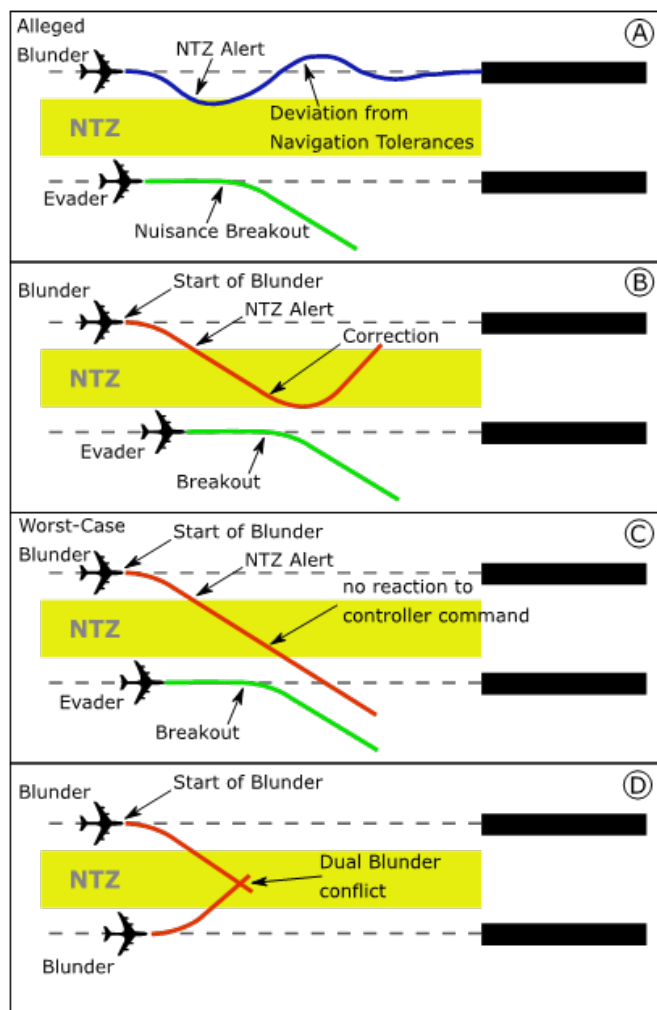 Alleged
Blunder
NTZ Alert
A
Deviation from
Navigation Tolerances
NTZ
Evader
Nuisance Breakout
Blunder
Start of Blunder
B
NTZ Alert
Correction
NTZ
Evader
Breakout
Worst-Case
Blunder
Start of Blunder
C
NTZ Alert
no reaction to
controller command
NTZ
Evader
Breakout
Blunder
Start of Blunder
D
NTZ
Dual Blunder
conflict
Blunder